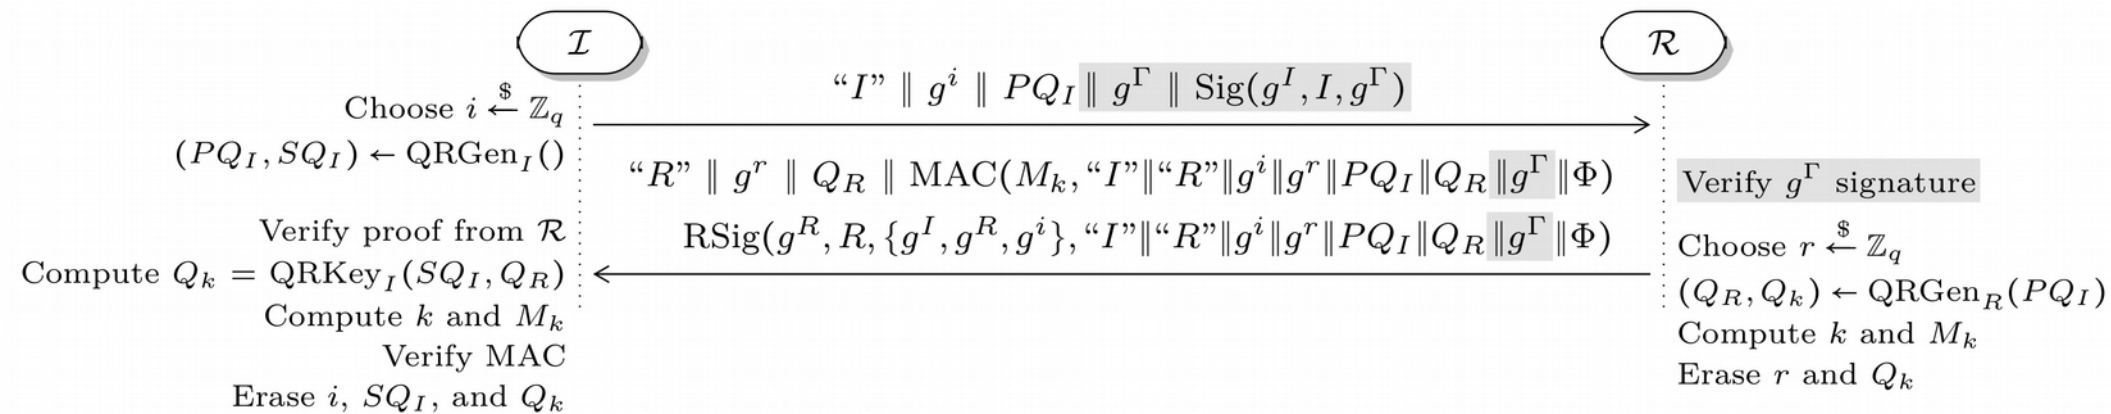 ℐ
ℛ
Choose i ←$ ℤ_q
(PQ_I, SQ_I) ← QRGen_I()
“I” ∥ g^i ∥ PQ_I ∥ g^Γ ∥ Sig(g^I, I, g^Γ)
“R” ∥ g^r ∥ Q_R ∥ MAC(M_k, “I”∥“R”∥g^i∥g^r∥PQ_I∥Q_R∥g^Γ∥Φ)
RSig(g^R, R, {g^I, g^R, g^i}, “I”∥“R”∥g^i∥g^r∥PQ_I∥Q_R∥g^Γ∥Φ)
Verify proof from ℛ
Compute Q_k = QRKey_I(SQ_I, Q_R)
Compute k and M_k
Verify MAC
Erase i, SQ_I, and Q_k
Verify g^Γ signature
Choose r ←$ ℤ_q
(Q_R, Q_k) ← QRGen_R(PQ_I)
Compute k and M_k
Erase r and Q_k